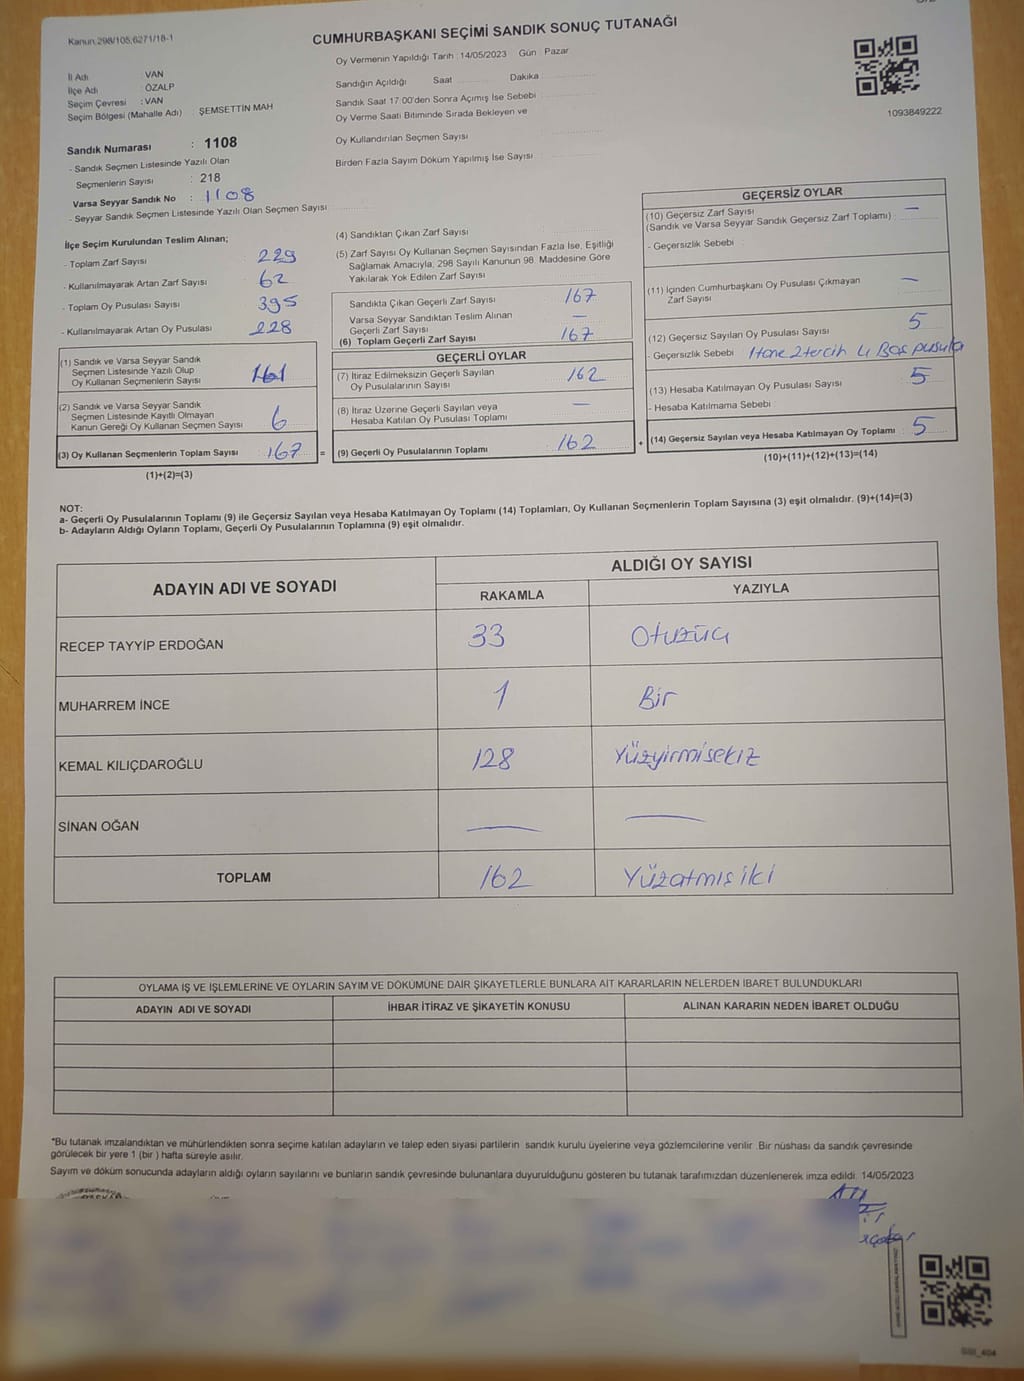 Kanun:298/105;6271/18-1
CUMHURBAŞKANI SEÇİMİ SANDIK SONUÇ TUTANAĞI
Oy Vermenin Yapıldığı Tarih : 14/05/2023 Gün : Pazar
İl Adı VAN
İlçe Adı ÖZALP
Seçim Çevresi : VAN
Seçim Bölgesi (Mahalle Adı) : ŞEMSETTİN MAH
Sandığın Açıldığı Saat Dakika
Sandık Saat 17:00'den Sonra Açımış İse Sebebi
Oy Verme Saati Bitiminde Sırada Bekleyen ve
Oy Kullandırılan Seçmen Sayısı
Birden Fazla Sayım Döküm Yapılmış İse Sayısı
1093849222
Sandık Numarası : 1108
- Sandık Seçmen Listesinde Yazılı Olan
Seçmenlerin Sayısı : 218
Varsa Seyyar Sandık No : 1108
- Seyyar Sandık Seçmen Listesinde Yazılı Olan Seçmen Sayısı
İlçe Seçim Kurulundan Teslim Alınan;
- Toplam Zarf Sayısı 229
- Kullanılmayarak Artan Zarf Sayısı 62
- Toplam Oy Pusulası Sayısı 395
- Kullanılmayarak Artan Oy Pusulası 228
(1) Sandık ve Varsa Seyyar Sandık
Seçmen Listesinde Yazılı Olup
Oy Kullanan Seçmenlerin Sayısı 161
(2) Sandık ve Varsa Seyyar Sandık
Seçmen Listesinde Kayıtlı Olmayan
Kanun Gereği Oy Kullanan Seçmen Sayısı 6
(3) Oy Kullanan Seçmenlerin Toplam Sayısı 167 =
(1)+(2)=(3)
(4) Sandıktan Çıkan Zarf Sayısı
(5) Zarf Sayısı Oy Kullanan Seçmen Sayısından Fazla İse, Eşitliği
Sağlamak Amacıyla, 298 Sayılı Kanunun 98. Maddesine Göre
Yakılarak Yok Edilen Zarf Sayısı
Sandıkta Çıkan Geçerli Zarf Sayısı 167
Varsa Seyyar Sandıktan Teslim Alınan
Geçerli Zarf Sayısı —
(6) Toplam Geçerli Zarf Sayısı 167
GEÇERLİ OYLAR
(7) İtiraz Edilmeksizin Geçerli Sayılan
Oy Pusulalarının Sayısı 162
(8) İtiraz Üzerine Geçerli Sayılan veya
Hesaba Katılan Oy Pusulası Toplamı —
(9) Geçerli Oy Pusulalarının Toplamı 162 +
GEÇERSİZ OYLAR
(10) Geçersiz Zarf Sayısı
(Sandık ve Varsa Seyyar Sandık Geçersiz Zarf Toplamı) —
- Geçersizlik Sebebi
(11) İçinden Cumhurbaşkanı Oy Pusulası Çıkmayan
Zarf Sayısı —
(12) Geçersiz Sayılan Oy Pusulası Sayısı 5
- Geçersizlik Sebebi 1 tane 2 tercih 4 Boş pusula
(13) Hesaba Katılmayan Oy Pusulası Sayısı 5
- Hesaba Katılmama Sebebi
(14) Geçersiz Sayılan veya Hesaba Katılmayan Oy Toplamı 5
(10)+(11)+(12)+(13)=(14)
NOT:
a- Geçerli Oy Pusulalarının Toplamı (9) ile Geçersiz Sayılan veya Hesaba Katılmayan Oy Toplamı (14) Toplamları, Oy Kullanan Seçmenlerin Toplam Sayısına (3) eşit olmalıdır. (9)+(14)=(3)
b- Adayların Aldığı Oyların Toplamı, Geçerli Oy Pusulalarının Toplamına (9) eşit olmalıdır.
ADAYIN ADI VE SOYADI ALDIĞI OY SAYISI
RAKAMLA YAZIYLA
RECEP TAYYİP ERDOĞAN 33 Otuzüç
MUHARREM İNCE 1 Bir
KEMAL KILIÇDAROĞLU 128 Yüzyirmisekiz
SİNAN OĞAN — —
TOPLAM 162 Yüzatmış iki
OYLAMA İŞ VE İŞLEMLERİNE VE OYLARIN SAYIM VE DÖKÜMÜNE DAİR ŞİKAYETLERLE BUNLARA AİT KARARLARIN NELERDEN İBARET BULUNDUKLARI
ADAYIN ADI VE SOYADI İHBAR İTİRAZ VE ŞİKAYETİN KONUSU ALINAN KARARIN NEDEN İBARET OLDUĞU
*Bu tutanak imzalandıktan ve mühürlendikten sonra seçime katılan adayların ve talep eden siyasi partilerin sandık kurulu üyelerine veya gözlemcilerine verilir. Bir nüshası da sandık çevresinde
görülecek bir yere 1 (bir ) hafta süreyle asılır.
Sayım ve döküm sonucunda adayların aldığı oyların sayılarını ve bunların sandık çevresinde bulunanlara duyurulduğunu gösteren bu tutanak tarafımızdan düzenlenerek imza edildi. 14/05/2023